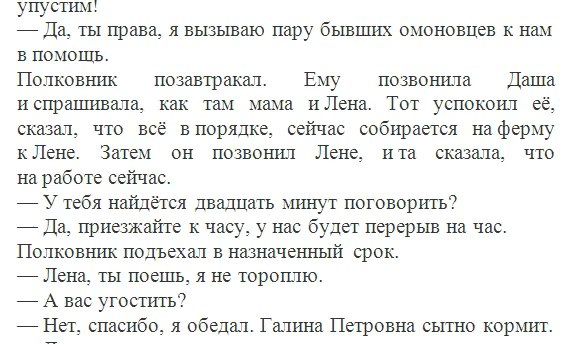 упустим!
— Да, ты права, я вызываю пару бывших омоновцев к нам
в помощь.
Полковник позавтракал. Ему позвонила Даша
и спрашивала, как там мама и Лена. Тот успокоил её,
сказал, что всё в порядке, сейчас собирается на ферму
к Лене. Затем он позвонил Лене, и та сказала, что
на работе сейчас.
— У тебя найдётся двадцать минут поговорить?
— Да, приезжайте к часу, у нас будет перерыв на час.
Полковник подъехал в назначенный срок.
— Лена, ты поешь, я не тороплю.
— А вас угостить?
— Нет, спасибо, я обедал. Галина Петровна сытно кормит.